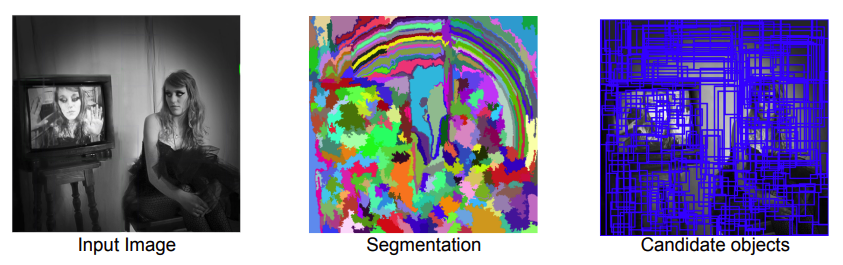 Input Image
Segmentation
Candidate objects